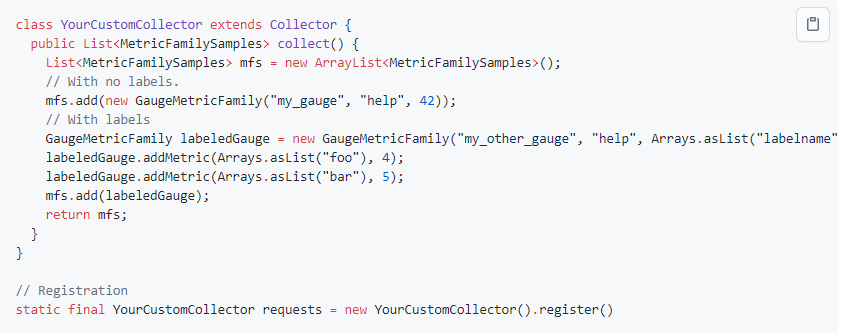 class YourCustomCollector extends Collector {
  public List<MetricFamilySamples> collect() {
    List<MetricFamilySamples> mfs = new ArrayList<MetricFamilySamples>();
    // With no labels.
    mfs.add(new GaugeMetricFamily("my_gauge", "help", 42));
    // With labels
    GaugeMetricFamily labeledGauge = new GaugeMetricFamily("my_other_gauge", "help", Arrays.asList("labelname"
    labeledGauge.addMetric(Arrays.asList("foo"), 4);
    labeledGauge.addMetric(Arrays.asList("bar"), 5);
    mfs.add(labeledGauge);
    return mfs;
  }
}

// Registration
static final YourCustomCollector requests = new YourCustomCollector().register()